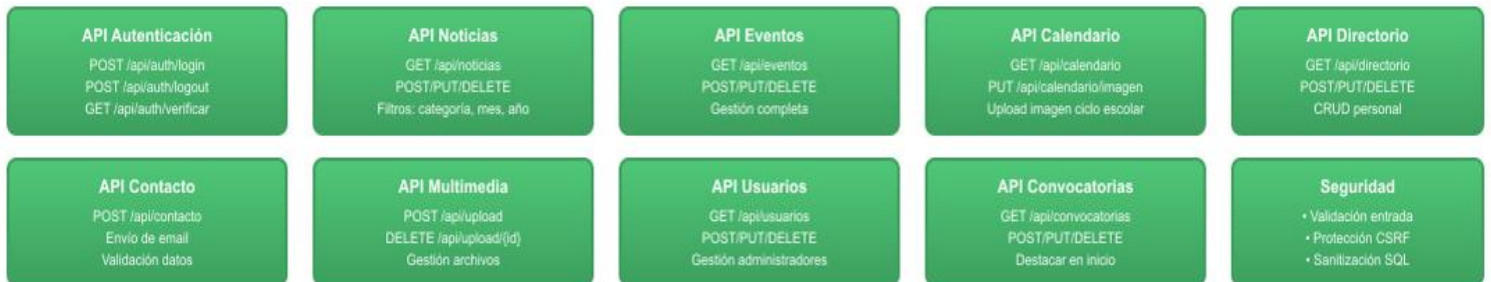 API Autenticación
POST /api/auth/login
POST /api/auth/logout
GET /api/auth/verificar
API Noticias
GET /api/noticias
POST/PUT/DELETE
Filtros: categoría, mes, año
API Eventos
GET /api/eventos
POST/PUT/DELETE
Gestión completa
API Calendario
GET /api/calendario
PUT /api/calendario/imagen
Upload imagen ciclo escolar
API Directorio
GET /api/directorio
POST/PUT/DELETE
CRUD personal
API Contacto
POST /api/contacto
Envío de email
Validación datos
API Multimedia
POST /api/upload
DELETE /api/upload/{id}
Gestión archivos
API Usuarios
GET /api/usuarios
POST/PUT/DELETE
Gestión administradores
API Convocatorias
GET /api/convocatorias
POST/PUT/DELETE
Destacar en inicio
Seguridad
• Validación entrada
• Protección CSRF
• Sanitización SQL